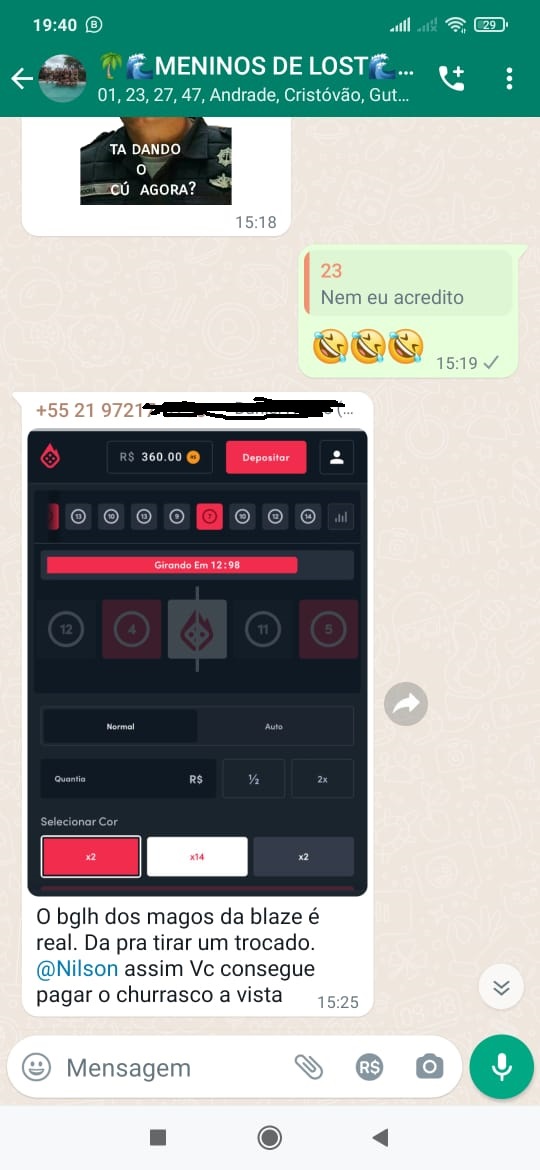 19:40
29
🌴🌊MENINOS DE LOST🌊...
01, 23, 27, 47, Andrade, Cristóvão, Gut...
TA DANDO
O
CÚ AGORA?
15:18
23
Nem eu acredito
🤣🤣🤣
15:19
+55 21 9721
R$ 360.00 R$
Depositar
13 10 13 9 7 10 12 14
Girando Em 12:98
12 4 11 5
Normal Auto
Quantia R$ ½ 2x
Selecionar Cor
x2 x14 x2
O bglh dos magos da blaze é
real. Da pra tirar um trocado.
@Nilson assim Vc consegue
pagar o churrasco a vista
15:25
Mensagem R$